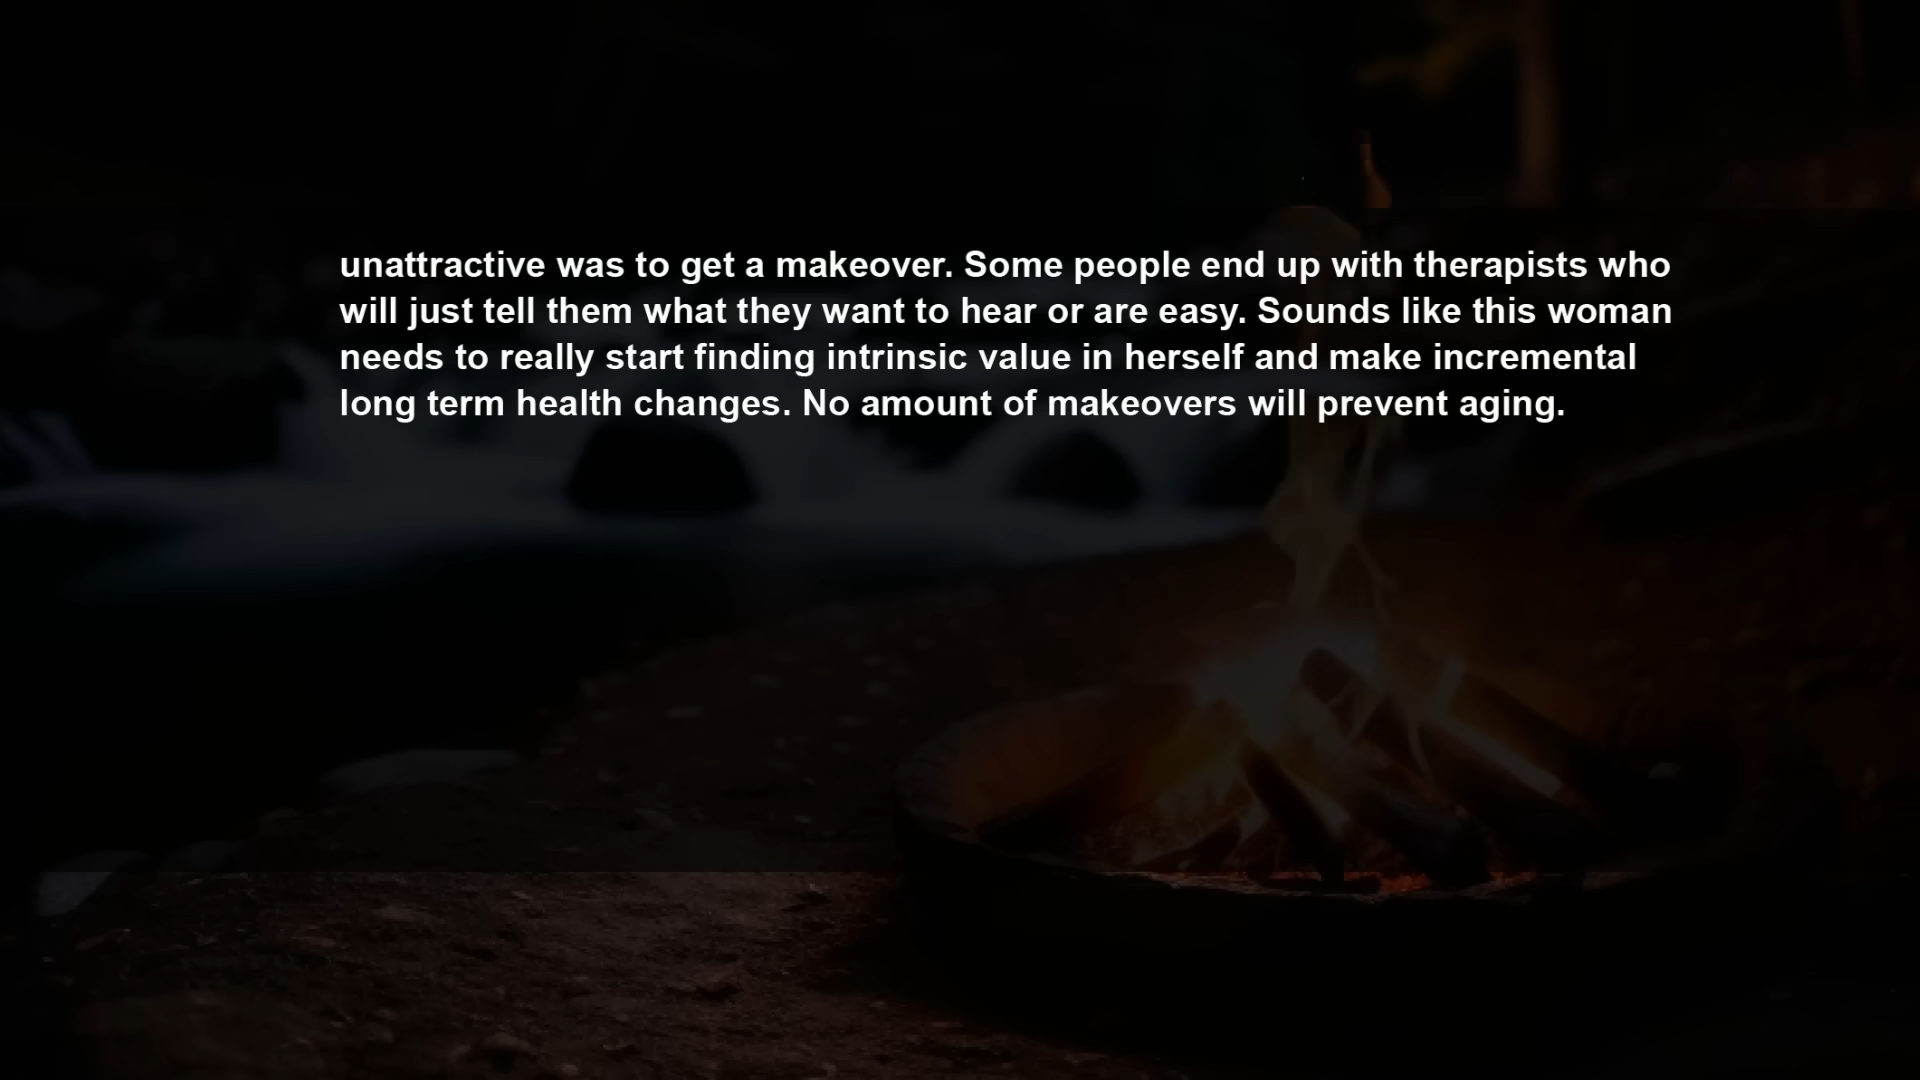 unattractive was to get a makeover. Some people end up with therapists who
will just tell them what they want to hear or are easy. Sounds like this woman
needs to really start finding intrinsic value in herself and make incremental
long term health changes. No amount of makeovers will prevent aging.